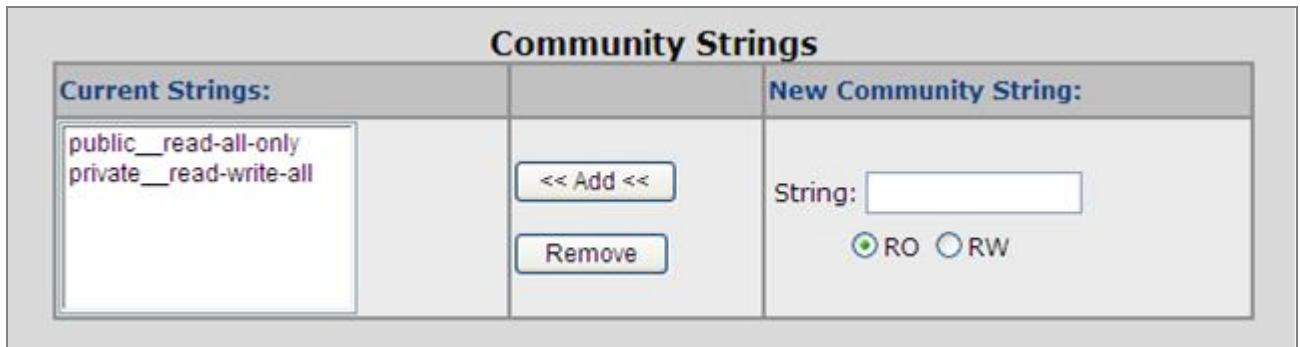 Community Strings
Current Strings:
New Community String:
public__read-all-only
private__read-write-all
<< Add <<
Remove
String:
RO RW